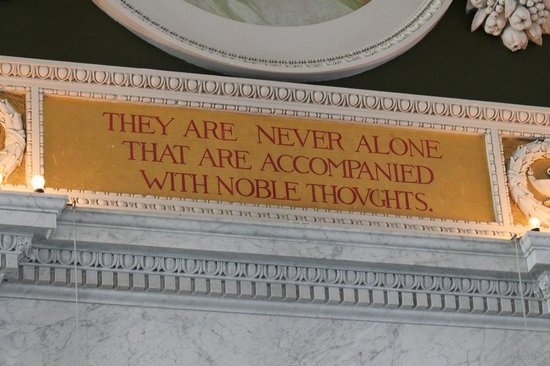 THEY ARE NEVER ALONE
THAT ARE ACCOMPANIED
WITH NOBLE THOVGHTS.